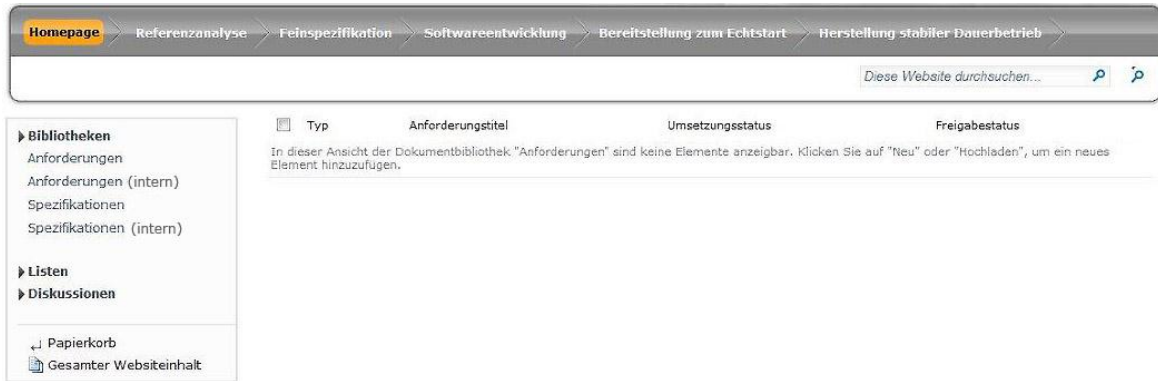 Homepage Referenzanalyse Feinspezifikation Softwareentwicklung Bereitstellung zum Echtstart Herstellung stabiler Dauerbetrieb
Diese Website durchsuchen...
Bibliotheken
Anforderungen
Anforderungen (intern)
Spezifikationen
Spezifikationen (intern)
Listen
Diskussionen
Papierkorb
Gesamter Websiteinhalt
Typ Anforderungstitel Umsetzungsstatus Freigabestatus
In dieser Ansicht der Dokumentbibliothek "Anforderungen" sind keine Elemente anzeigbar. Klicken Sie auf "Neu" oder "Hochladen", um ein neues
Element hinzuzufügen.